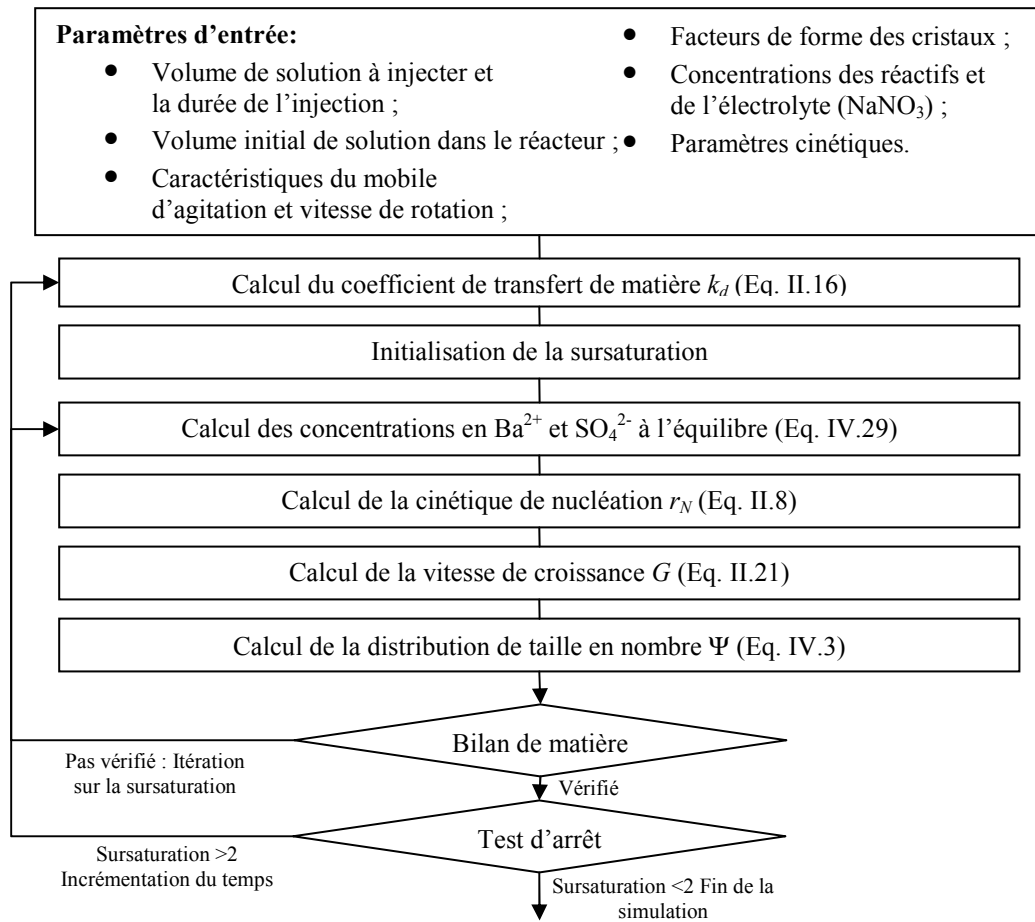 Paramètres d'entrée:
• Volume de solution à injecter et
la durée de l'injection ;
• Volume initial de solution dans le réacteur ;
• Caractéristiques du mobile
d'agitation et vitesse de rotation ;
• Facteurs de forme des cristaux ;
• Concentrations des réactifs et
de l'électrolyte (NaNO₃) ;
• Paramètres cinétiques.
Calcul du coefficient de transfert de matière k_d (Eq. II.16)
Initialisation de la sursaturation
Calcul des concentrations en Ba²⁺ et SO₄²⁻ à l'équilibre (Eq. IV.29)
Calcul de la cinétique de nucléation r_N (Eq. II.8)
Calcul de la vitesse de croissance G (Eq. II.21)
Calcul de la distribution de taille en nombre Ψ (Eq. IV.3)
Bilan de matière
Pas vérifié : Itération
sur la sursaturation
Vérifié
Test d'arrêt
Sursaturation >2
Incrémentation du temps
Sursaturation <2 Fin de la
simulation